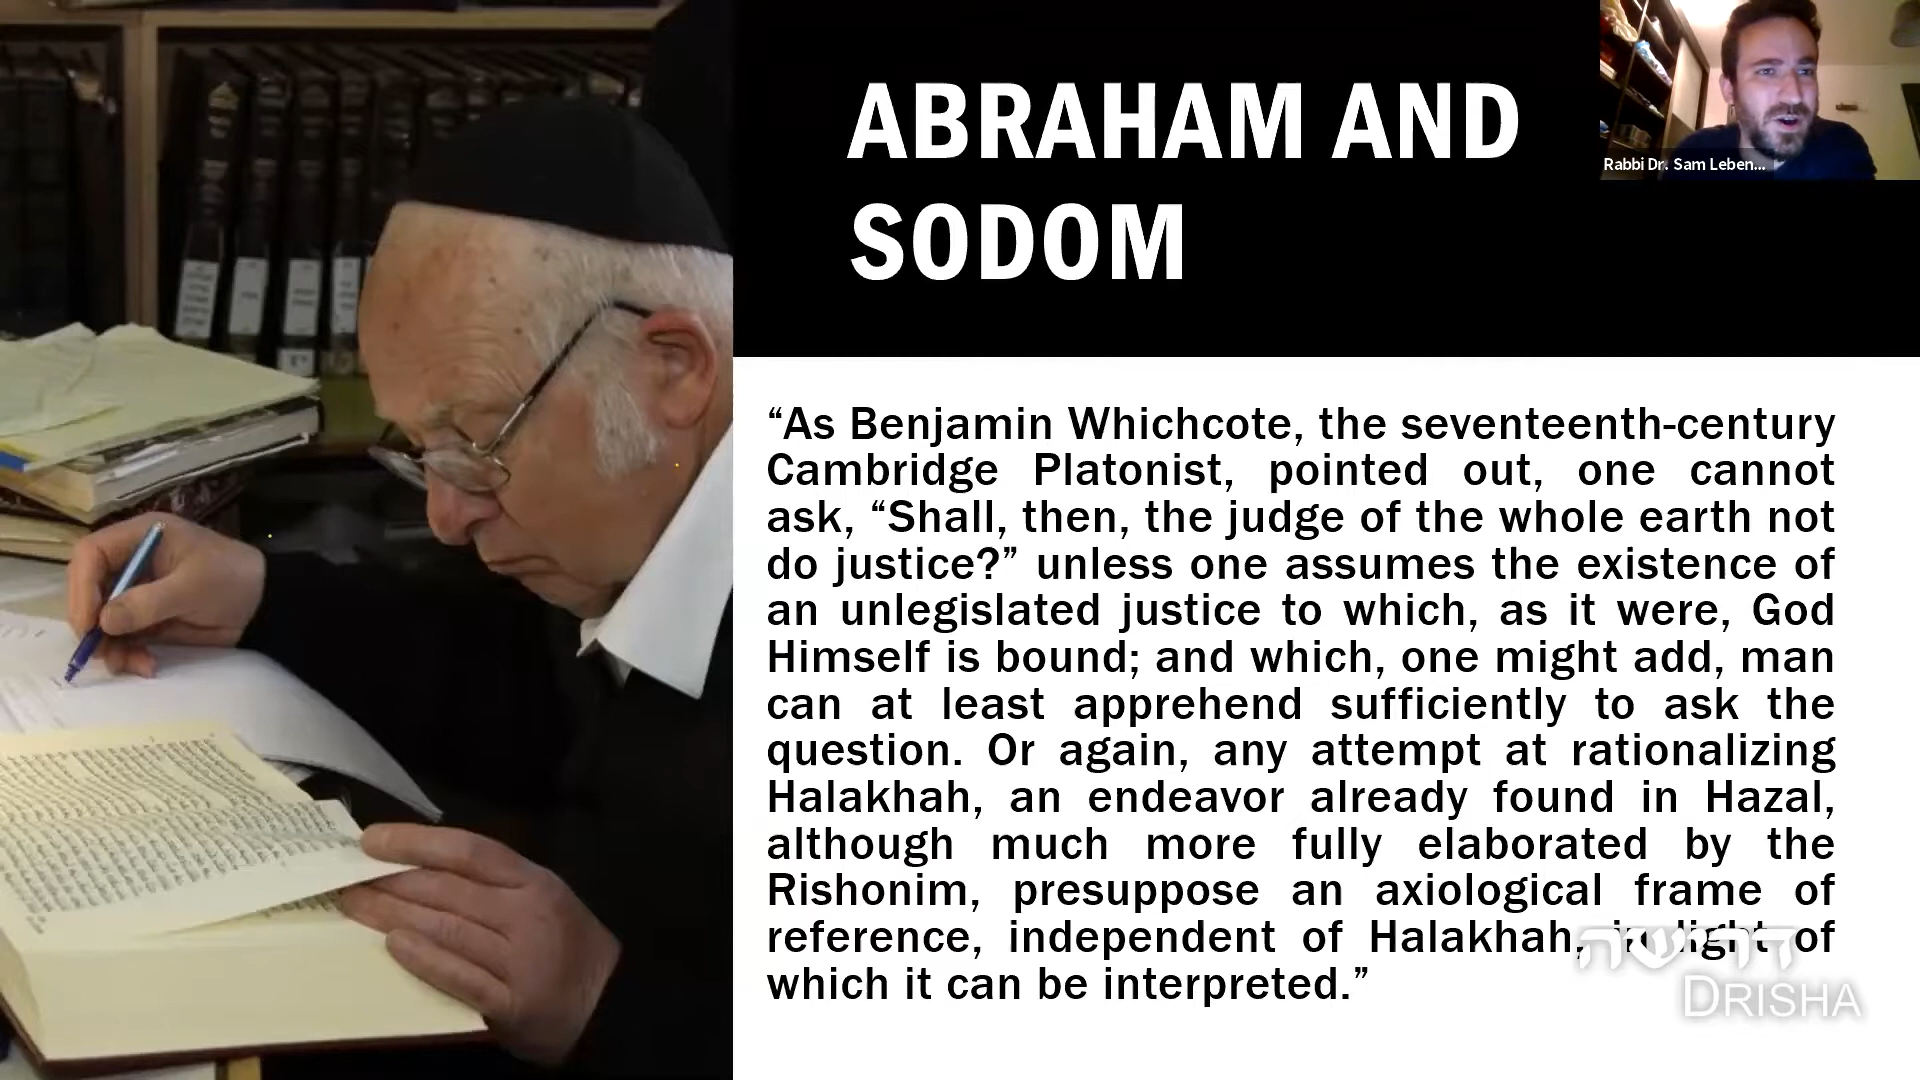 ABRAHAM AND
SODOM
Rabbi Dr. Sam Leben...
“As Benjamin Whichcote, the seventeenth-century
Cambridge Platonist, pointed out, one cannot
ask, “Shall, then, the judge of the whole earth not
do justice?” unless one assumes the existence of
an unlegislated justice to which, as it were, God
Himself is bound; and which, one might add, man
can at least apprehend sufficiently to ask the
question. Or again, any attempt at rationalizing
Halakhah, an endeavor already found in Hazal,
although much more fully elaborated by the
Rishonim, presuppose an axiological frame of
reference, independent of Halakhah, in light of
which it can be interpreted.”
דרישה
DRISHA